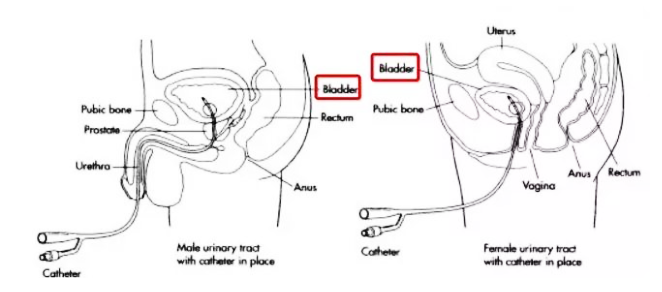 Bladder
Pubic bone
Prostate
Rectum
Urethra
Anus
Catheter
Male urinary tract
with catheter in place
Uterus
Bladder
Pubic bone
Vagina
Anus
Rectum
Catheter
Female urinary tract
with catheter in place